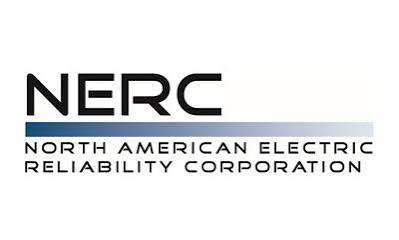 NERC
NORTH AMERICAN ELECTRIC
RELIABILITY CORPORATION